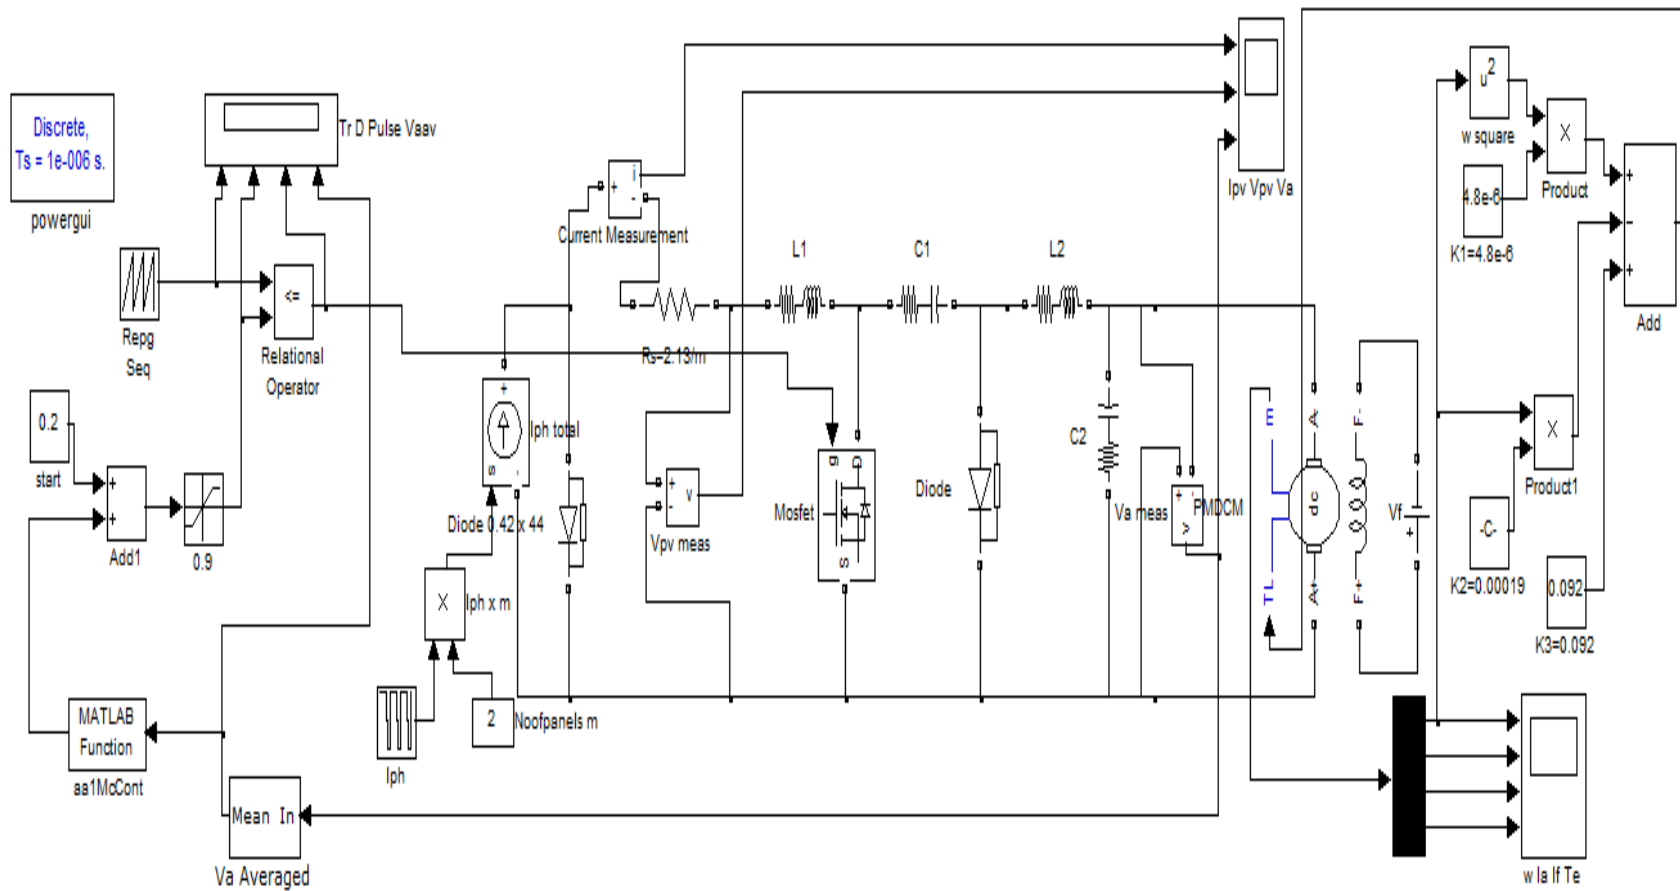 Discrete,
Ts = 1e-006 s.
powergui
Tr D Pulse Vaav
Repg
Seq
<=
Relational
Operator
0.2
start
+
+
Add1
0.9
MATLAB
Function
aa1McCont
Mean In
Va Averaged
+
i
-
Current Measurement
Rs=2.13/m
+
s
-
Iph total
Diode 0.42 x 44
X
Iph x m
Iph
2
Noofpanels m
+
-
v
Vpv meas
L1
C1
L2
g
D
S
Mosfet
Diode
C2
+
-
v
Va meas
PMDCM
m
A-
F-
dc
TL
A+
F+
Vf
+
Ipv Vpv Va
u2
w square
4.8e-6
K1=4.8e-6
X
Product
+
-
+
Add
X
Product1
-C-
K2=0.00019
0.092
K3=0.092
w Ia If Te